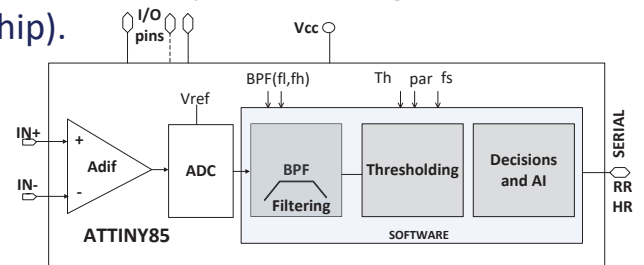 hip).
I/O
pins
Vcc
BPF(fl,fh)
Th par fs
Vref
IN+
+
Adif
IN-
-
ADC
BPF
Filtering
Thresholding
Decisions
and AI
SERIAL
RR
HR
ATTINY85
SOFTWARE